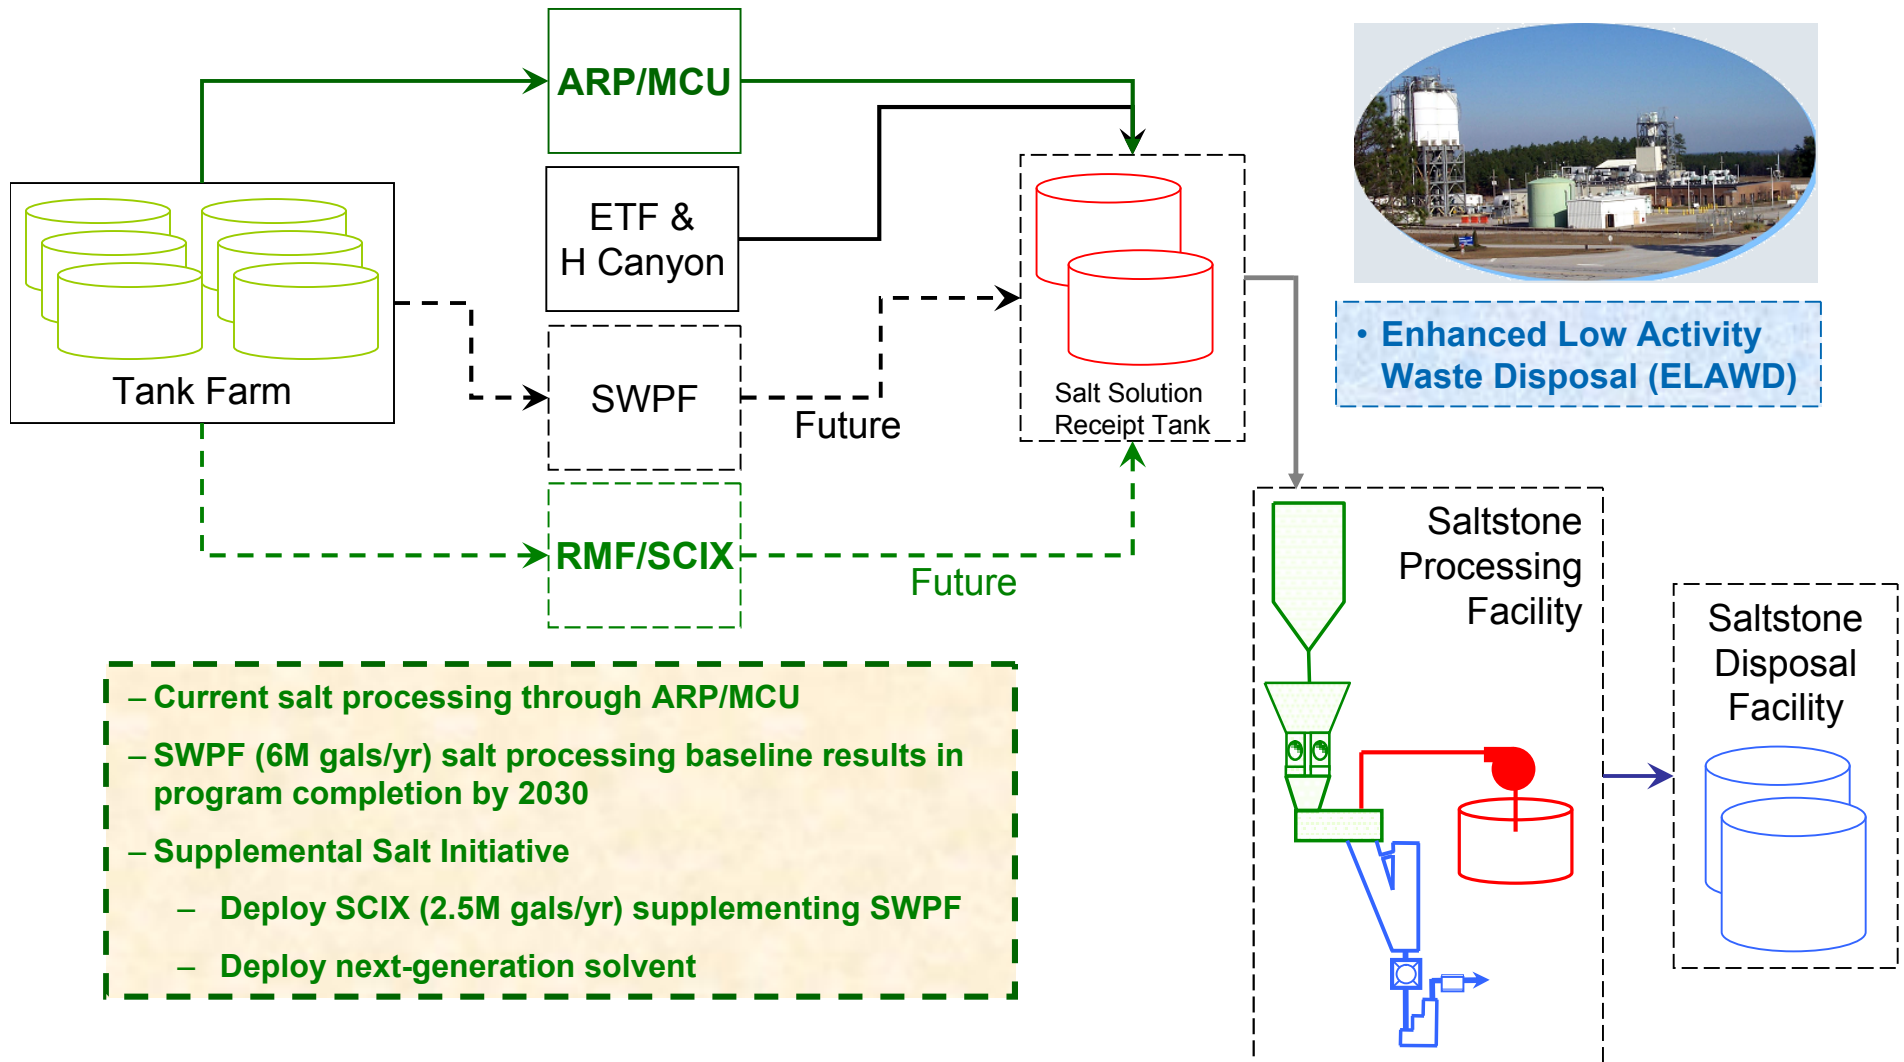 ARP/MCU
ETF &
H Canyon
Tank Farm
SWPF
Future
RMF/SCIX
Future
Salt Solution
Receipt Tank
• Enhanced Low Activity
Waste Disposal (ELAWD)
Saltstone
Processing
Facility
Saltstone
Disposal
Facility
– Current salt processing through ARP/MCU
– SWPF (6M gals/yr) salt processing baseline results in
program completion by 2030
– Supplemental Salt Initiative
– Deploy SCIX (2.5M gals/yr) supplementing SWPF
– Deploy next-generation solvent